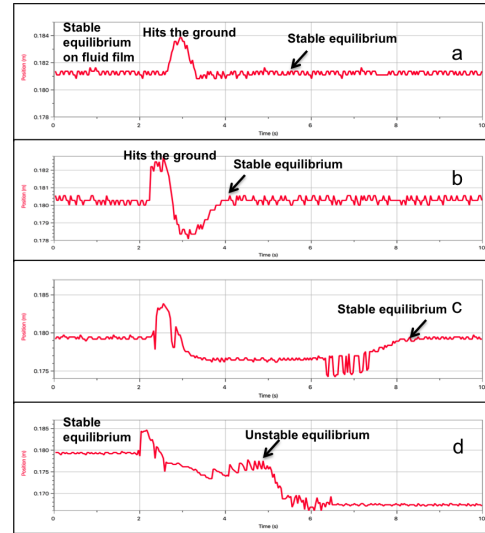 Stable
equilibrium
on fluid film
Hits the ground
Stable equilibrium
a
Position (m)
0.184
0.180
0.178
0 2 4 6 8 10
Time (s)
Hits the ground
Stable equilibrium
b
Position (m)
0.182
0.181
0.179
0.178
0 2 4 6 8 10
Time (s)
Stable equilibrium
c
Position (m)
0.185
0.180
0.175
0 2 4 6 8 10
Time (s)
Stable
equilibrium
Unstable equilibrium
d
Position (m)
0.185
0.180
0.175
0.170
0 2 4 6 8 10
Time (s)